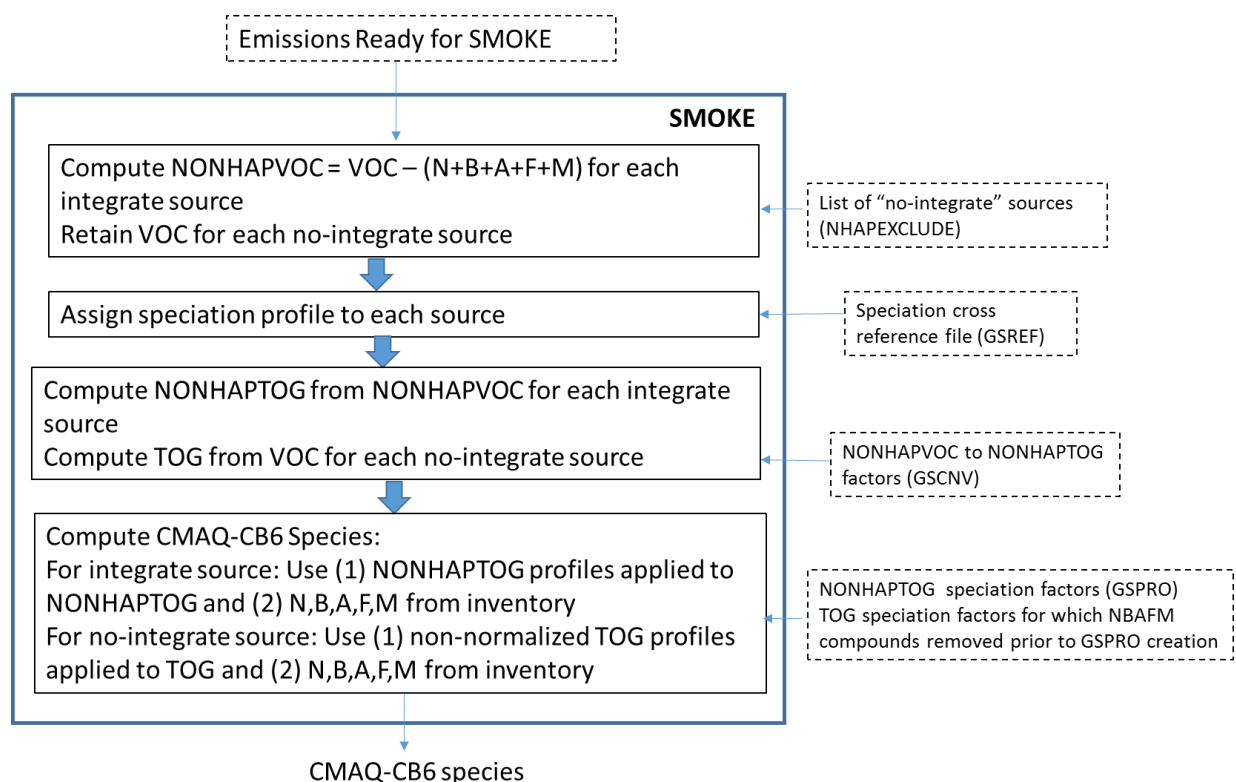 Emissions Ready for SMOKE
SMOKE
Compute NONHAPVOC = VOC – (N+B+A+F+M) for each
integrate source
Retain VOC for each no-integrate source
List of “no-integrate” sources
(NHAPEXCLUDE)
Assign speciation profile to each source
Speciation cross
reference file (GSREF)
Compute NONHAPTOG from NONHAPVOC for each integrate
source
Compute TOG from VOC for each no-integrate source
NONHAPVOC to NONHAPTOG
factors (GSCNV)
Compute CMAQ-CB6 Species:
For integrate source: Use (1) NONHAPTOG profiles applied to
NONHAPTOG and (2) N,B,A,F,M from inventory
For no-integrate source: Use (1) non-normalized TOG profiles
applied to TOG and (2) N,B,A,F,M from inventory
NONHAPTOG speciation factors (GSPRO)
TOG speciation factors for which NBAFM
compounds removed prior to GSPRO creation
CMAQ-CB6 species